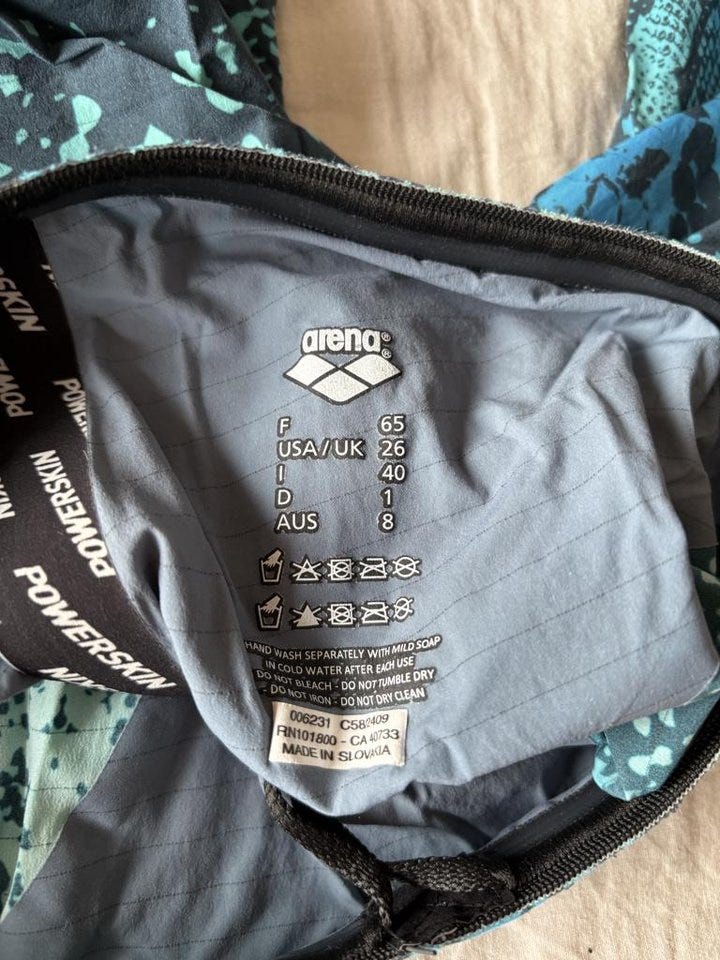 arena®
®
F 65
USA/UK 26
I 40
D 1
AUS 8
HAND WASH SEPARATELY WITH MILD SOAP
IN COLD WATER AFTER EACH USE
DO NOT BLEACH - DO NOT TUMBLE DRY
DO NOT IRON - DO NOT DRY CLEAN
006231 C582409
RN101800 - CA 40733
MADE IN SLOVAKIA
POWERSKIN
POWERSKIN
POWERSKIN